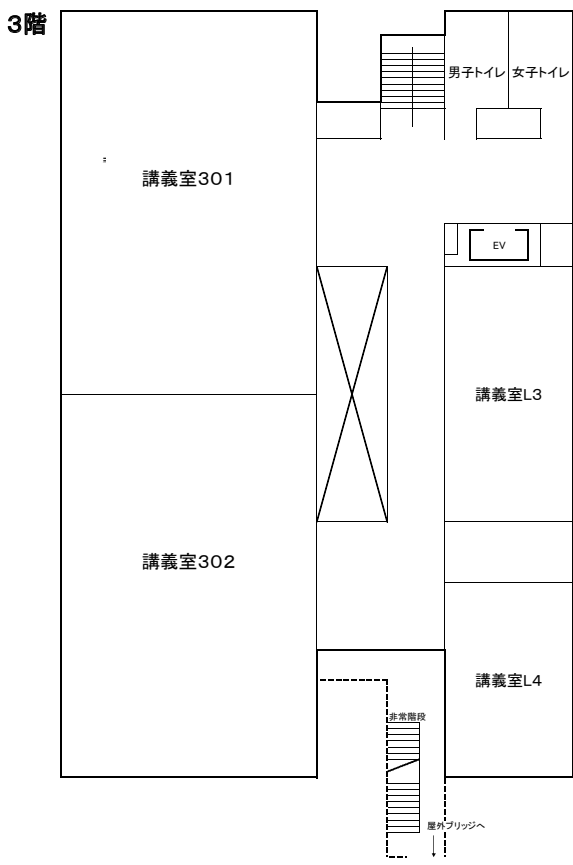 3階
男子トイレ
女子トイレ
講義室301
EV
講義室L3
講義室302
講義室L4
非常階段
屋外ブリッジへ